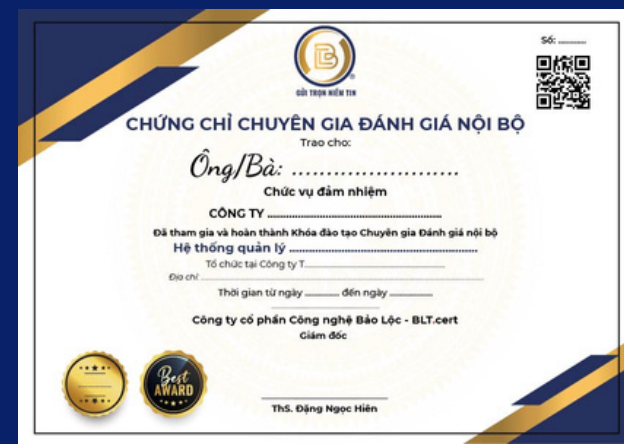 Số: ..........
GỬI TRỌN NIỀM TIN
CHỨNG CHỈ CHUYÊN GIA ĐÁNH GIÁ NỘI BỘ
Trao cho:
Ông/Bà: ........................
Chức vụ đảm nhiệm
CÔNG TY ..........................................................
Đã tham gia và hoàn thành Khóa đào tạo Chuyên gia Đánh giá nội bộ
Hệ thống quản lý ......................................................
Tổ chức tại Công ty T...............................................
Địa chỉ: ..............................................................................
Thời gian từ ngày ............ đến ngày ...............
Công ty cổ phần Công nghệ Bảo Lộc - BLT.cert
Giám đốc
Best
AWARD
ThS. Đặng Ngọc Hiên